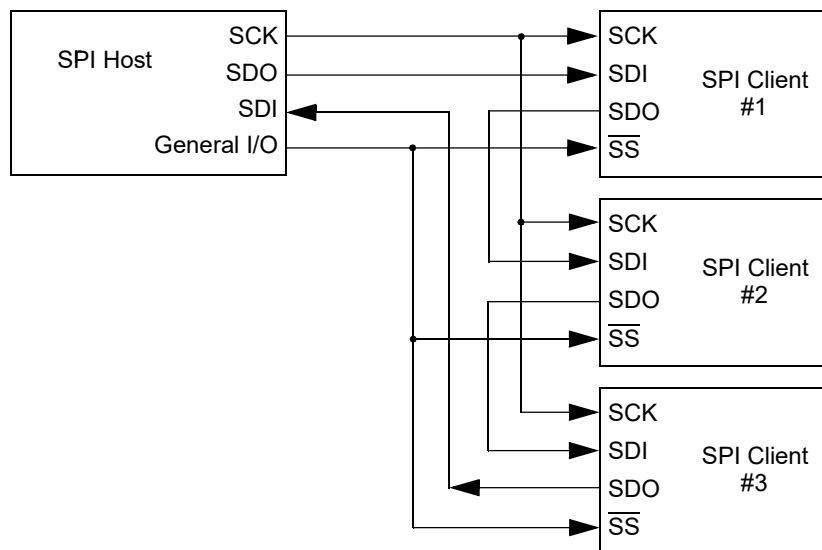 SPI Host
SCK
SDO
SDI
General I/O
SCK
SDI
SDO
SS
SPI Client
#1
SCK
SDI
SDO
SS
SPI Client
#2
SCK
SDI
SDO
SS
SPI Client
#3